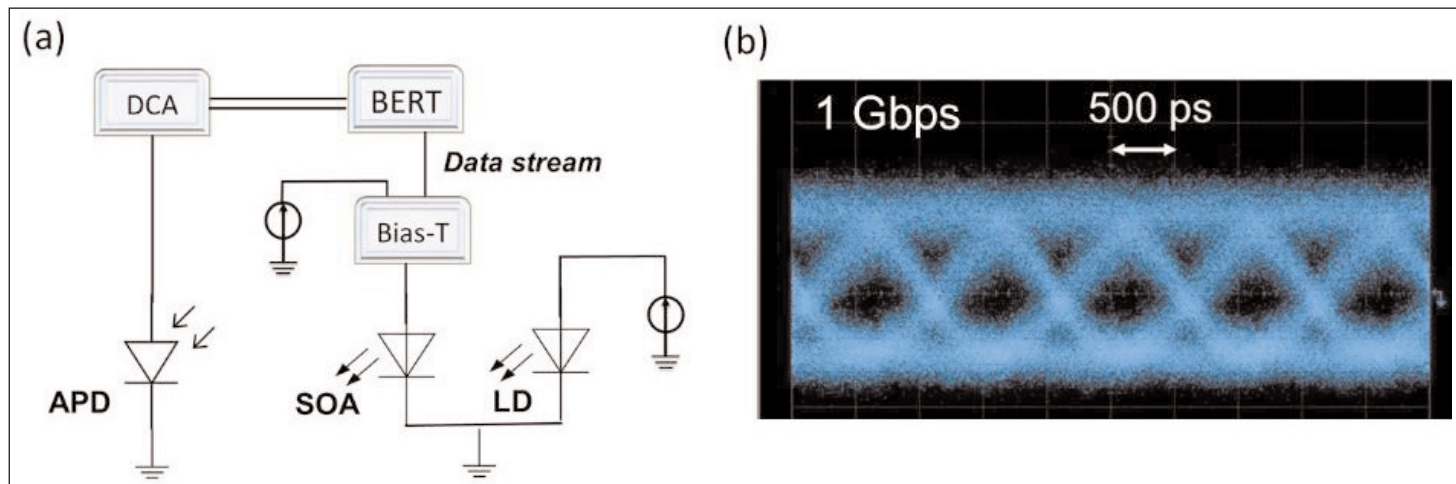 (a)
DCA
BERT
Data stream
Bias-T
APD
SOA
LD
(b)
1 Gbps
500 ps